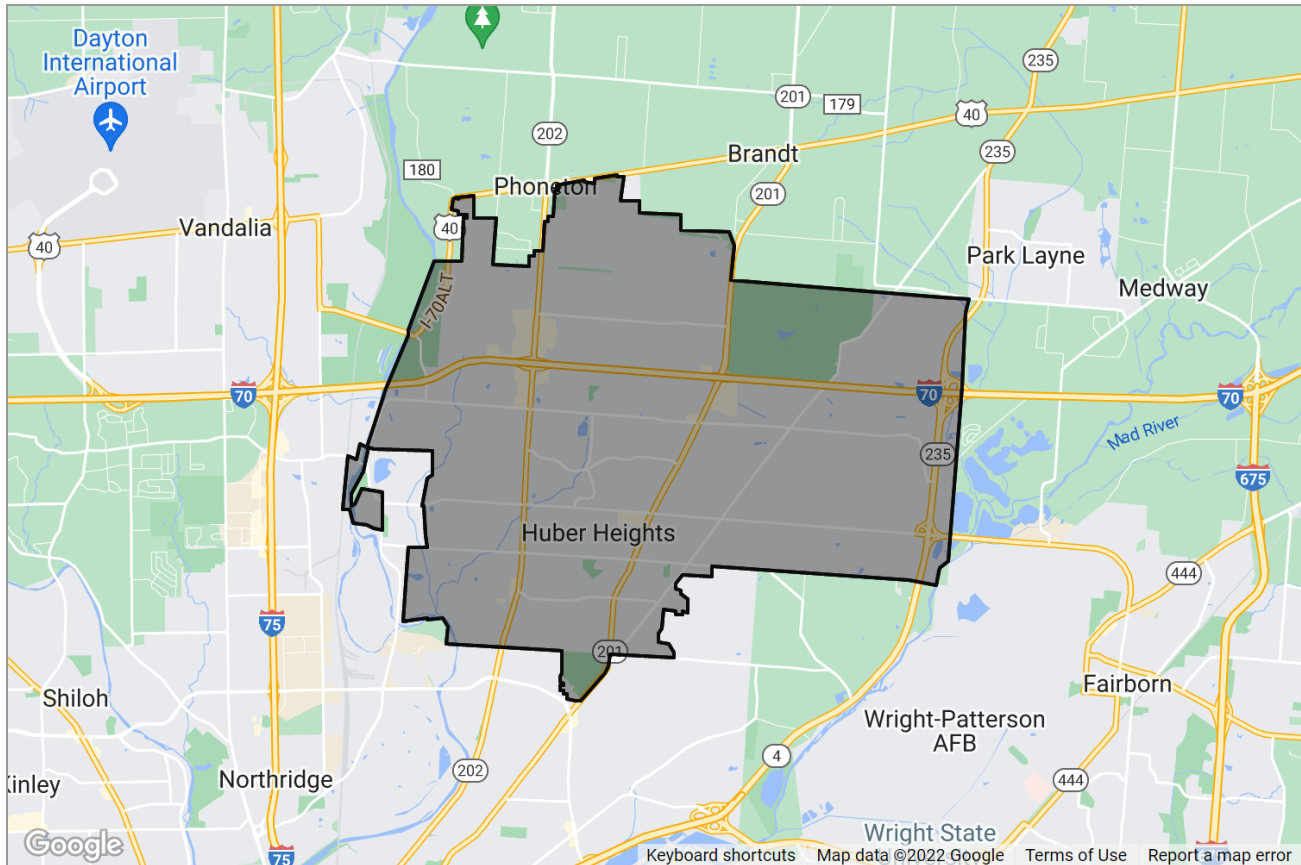 Dayton
International
Airport
235
201
179
40
202
Brandt
235
180
201
Phoneton
40
Vandalia
40
Park Layne
Medway
I-70ALT
70
70
70
Mad River
235
675
Huber Heights
444
75
201
Shiloh
Fairborn
Wright-Patterson
AFB
4
202
Northridge
444
Wright State
Google
75
Keyboard shortcuts
Map data ©2022 Google
Terms of Use
Report a map error